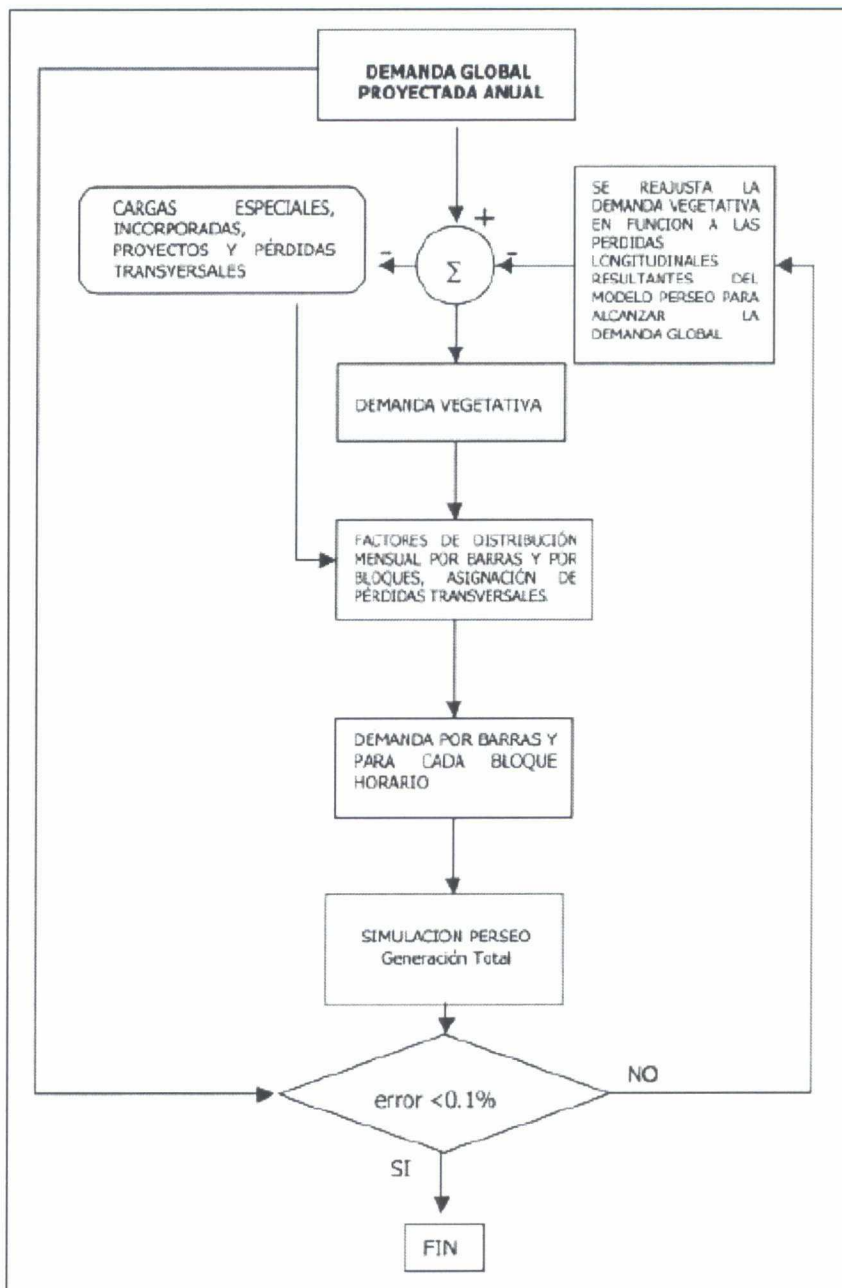 DEMANDA GLOBAL
PROYECTADA ANUAL
CARGAS ESPECIALES,
INCORPORADAS,
PROYECTOS Y PÉRDIDAS
TRANSVERSALES
-
+
Σ
-
SE REAJUSTA LA
DEMANDA VEGETATIVA
EN FUNCION A LAS
PERDIDAS
LONGITUDINALES
RESULTANTES DEL
MODELO PERSEO PARA
ALCANZAR LA
DEMANDA GLOBAL
DEMANDA VEGETATIVA
FACTORES DE DISTRIBUCIÓN
MENSUAL POR BARRAS Y POR
BLOQUES, ASIGNACIÓN DE
PÉRDIDAS TRANSVERSALES.
DEMANDA POR BARRAS Y
PARA CADA BLOQUE
HORARIO
SIMULACION PERSEO
Generación Total
error <0.1%
NO
SI
FIN